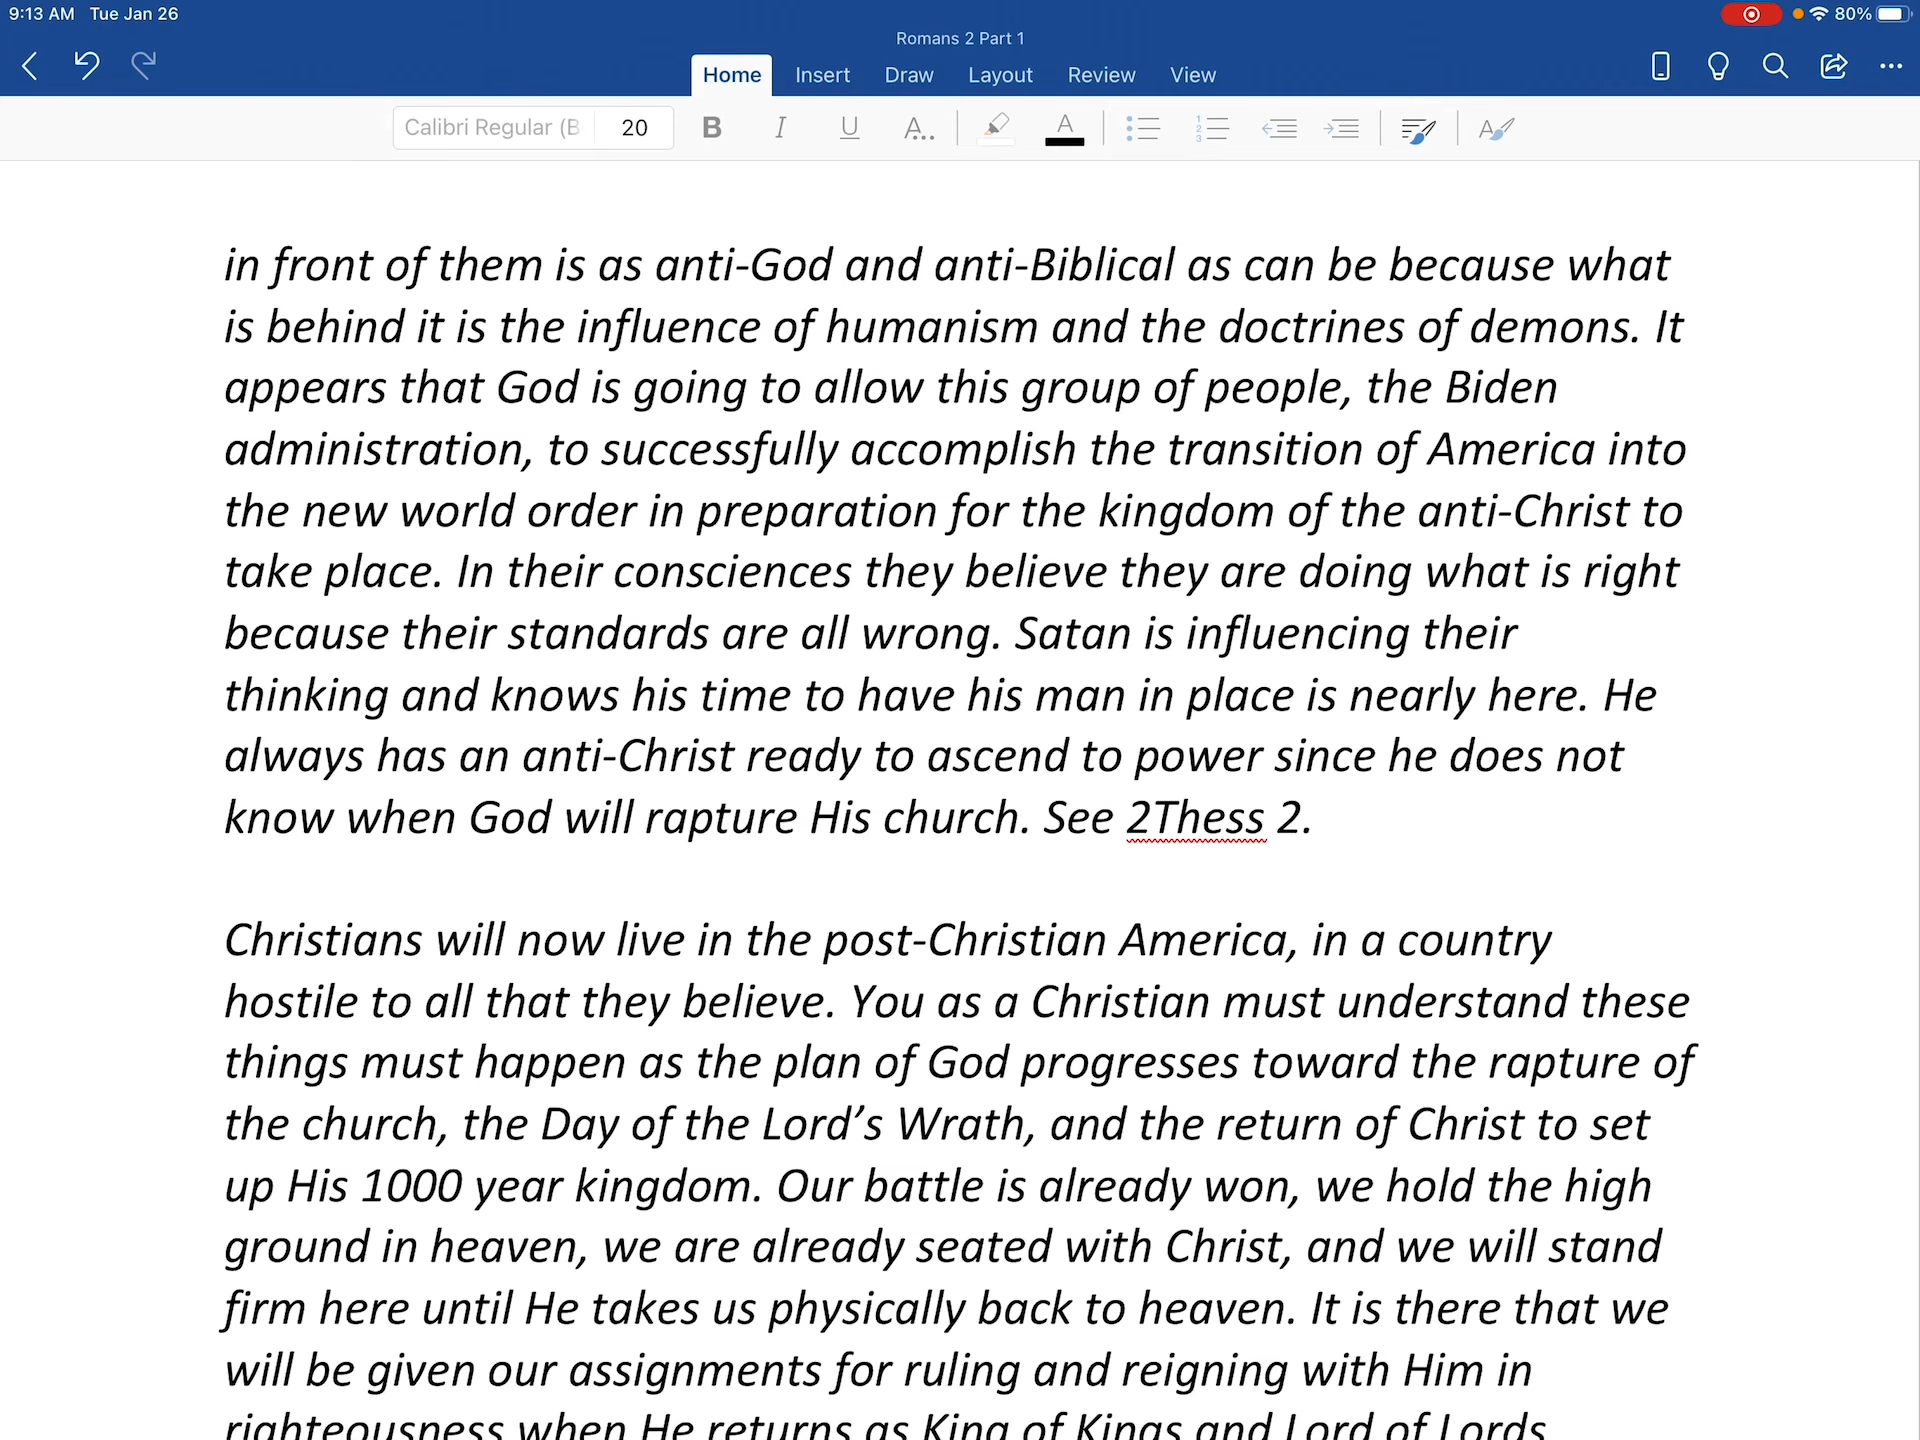 9:13 AM Tue Jan 26
80%
Romans 2 Part 1
Home Insert Draw Layout Review View
Calibri Regular (B 20 B I U A.. A A
in front of them is as anti-God and anti-Biblical as can be because what
is behind it is the influence of humanism and the doctrines of demons. It
appears that God is going to allow this group of people, the Biden
administration, to successfully accomplish the transition of America into
the new world order in preparation for the kingdom of the anti-Christ to
take place. In their consciences they believe they are doing what is right
because their standards are all wrong. Satan is influencing their
thinking and knows his time to have his man in place is nearly here. He
always has an anti-Christ ready to ascend to power since he does not
know when God will rapture His church. See 2Thess 2.
Christians will now live in the post-Christian America, in a country
hostile to all that they believe. You as a Christian must understand these
things must happen as the plan of God progresses toward the rapture of
the church, the Day of the Lord’s Wrath, and the return of Christ to set
up His 1000 year kingdom. Our battle is already won, we hold the high
ground in heaven, we are already seated with Christ, and we will stand
firm here until He takes us physically back to heaven. It is there that we
will be given our assignments for ruling and reigning with Him in
righteousness when He returns as King of Kings and Lord of Lords